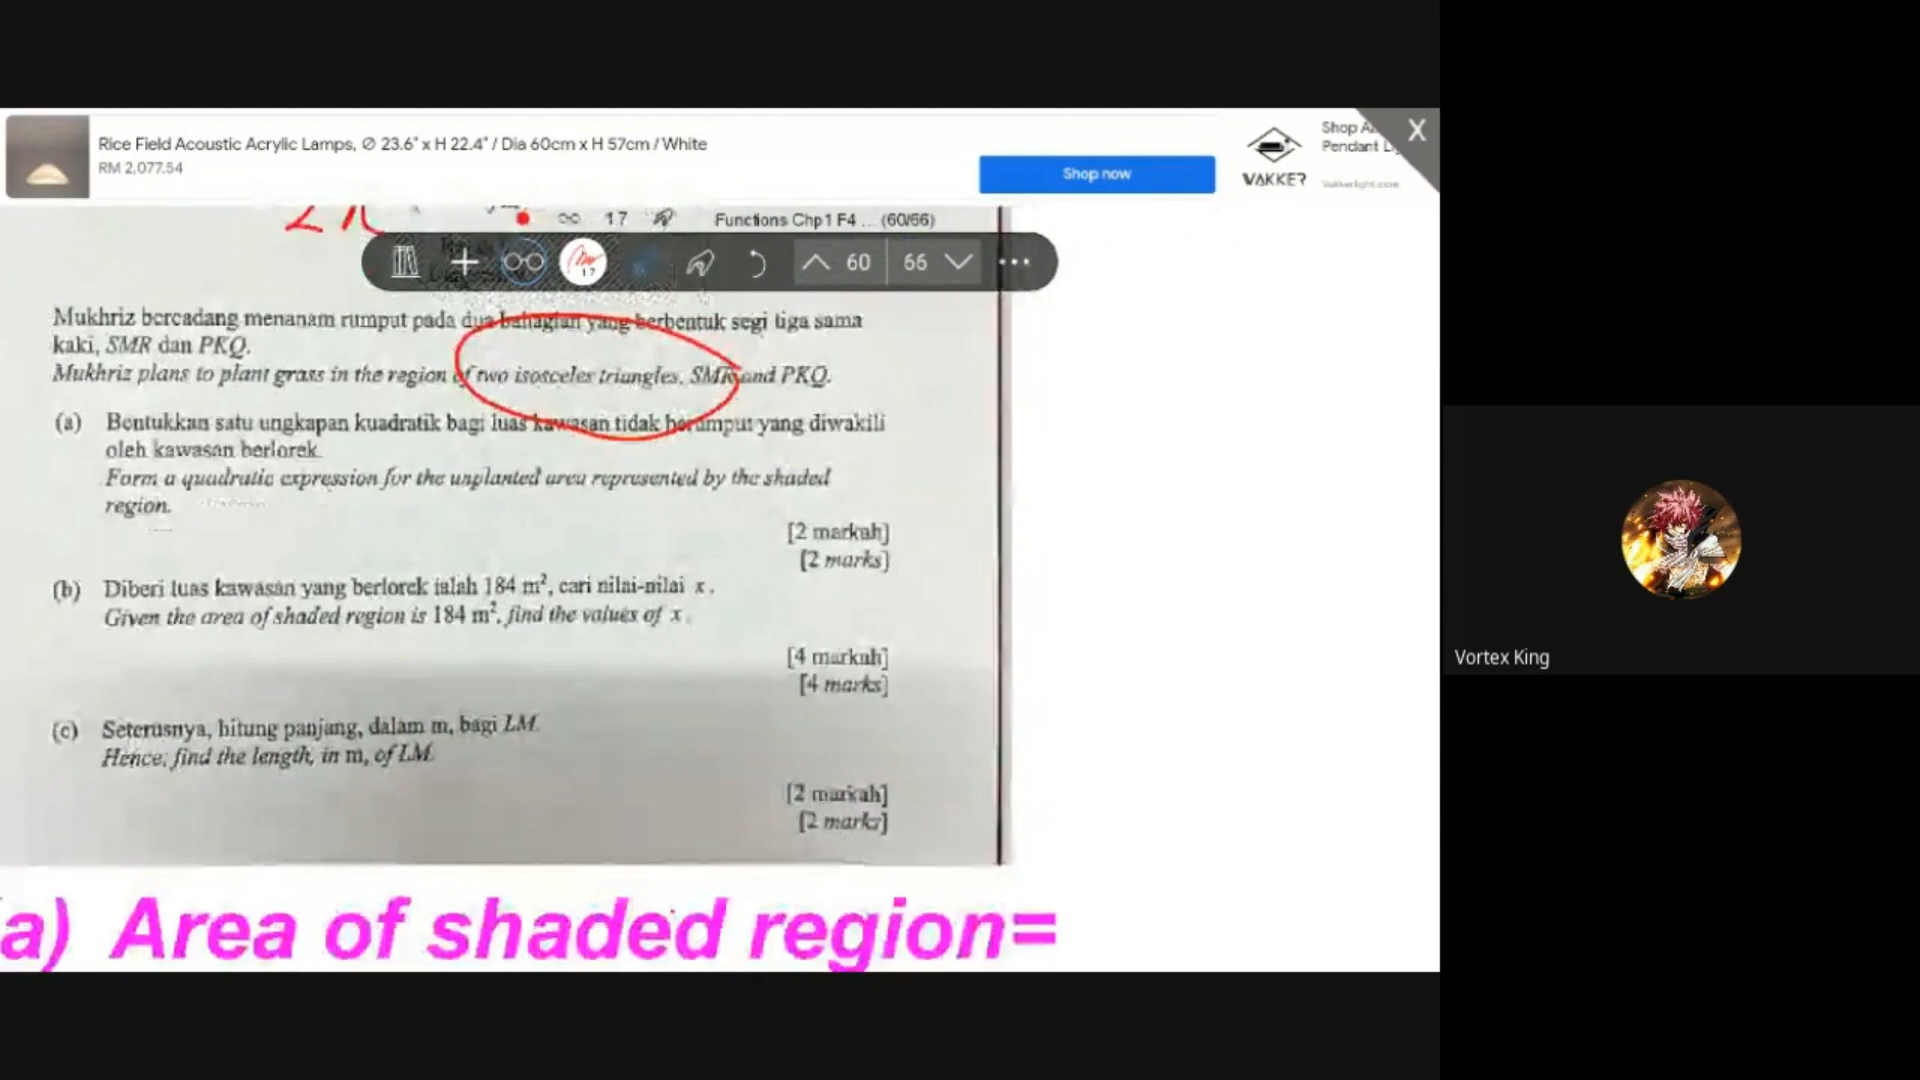 Rice Field Acoustic Acrylic Lamps, Ø 23.6" x H 22.4" / Dia 60cm x H 57cm / White
RM 2,077.54
Shop now
VAKKER
Shop
Pendant
Vakkerlight.com
X
17
Functions Chp1 F4 ... (60/66)
17
60
66
Mukhriz bercadang menanam rumput pada dua bahagian yang berbentuk segi tiga sama
kaki, SMR dan PKQ.
Mukhriz plans to plant grass in the region of two isosceles triangles, SMR and PKQ.
(a) Bentukkan satu ungkapan kuadratik bagi luas kawasan tidak berumput yang diwakili
oleh kawasan berlorek.
Form a quadratic expression for the unplanted area represented by the shaded
region.
[2 markah]
[2 marks]
(b) Diberi luas kawasan yang berlorek ialah 184 m², cari nilai-nilai x.
Given the area of shaded region is 184 m², find the values of x.
[4 markah]
[4 marks]
(c) Seterusnya, hitung panjang, dalam m, bagi LM.
Hence, find the length, in m, of LM.
[2 markah]
[2 marks]
a) Area of shaded region=
Vortex King